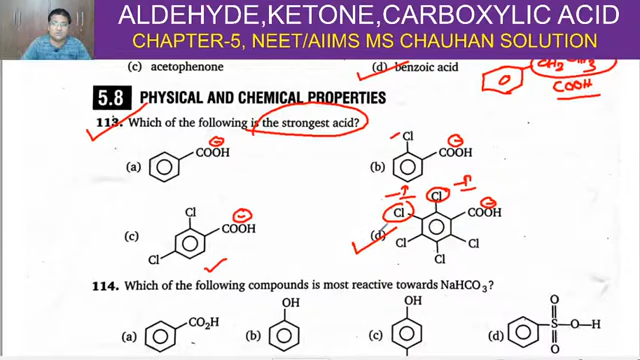 ALDEHYDE,KETONE,CARBOXYLIC ACID
CHAPTER-5, NEET/AIIMS MS CHAUHAN SOLUTION
(c) acetophenone
(d) benzoic acid
COOH
5.8 PHYSICAL AND CHEMICAL PROPERTIES
113. Which of the following is the strongest acid?
(a) COOH
(b) Cl COOH
(c) Cl COOH Cl
(d) Cl Cl COOH Cl Cl Cl
-I -I
114. Which of the following compounds is most reactive towards NaHCO3?
(a) CO2H
(b) OH
(c) OH
(d) O S O—H O